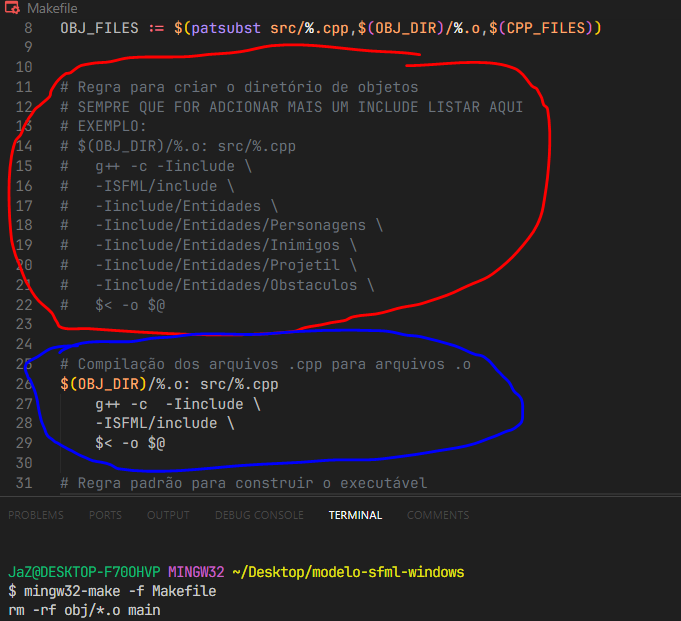 Makefile
8 OBJ_FILES := $(patsubst src/%.cpp,$(OBJ_DIR)/%.o,$(CPP_FILES))
9
10
11 # Regra para criar o diretório de objetos
12 # SEMPRE QUE FOR ADCIONAR MAIS UM INCLUDE LISTAR AQUI
13 # EXEMPLO:
14 # $(OBJ_DIR)/%.o: src/%.cpp
15 #   g++ -c -Iinclude \
16 #   -ISFML/include \
17 #   -Iinclude/Entidades \
18 #   -Iinclude/Entidades/Personagens \
19 #   -Iinclude/Entidades/Inimigos \
20 #   -Iinclude/Entidades/Projetil \
21 #   -Iinclude/Entidades/Obstaculos \
22 #   $< -o $@
23
24
25 # Compilação dos arquivos .cpp para arquivos .o
26 $(OBJ_DIR)/%.o: src/%.cpp
27     g++ -c  -Iinclude \
28     -ISFML/include \
29     $< -o $@
30
31 # Regra padrão para construir o executável
PROBLEMS PORTS OUTPUT DEBUG CONSOLE TERMINAL COMMENTS
JaZ@DESKTOP-F70OHVP MINGW32 ~/Desktop/modelo-sfml-windows
$ mingw32-make -f Makefile
rm -rf obj/*.o main